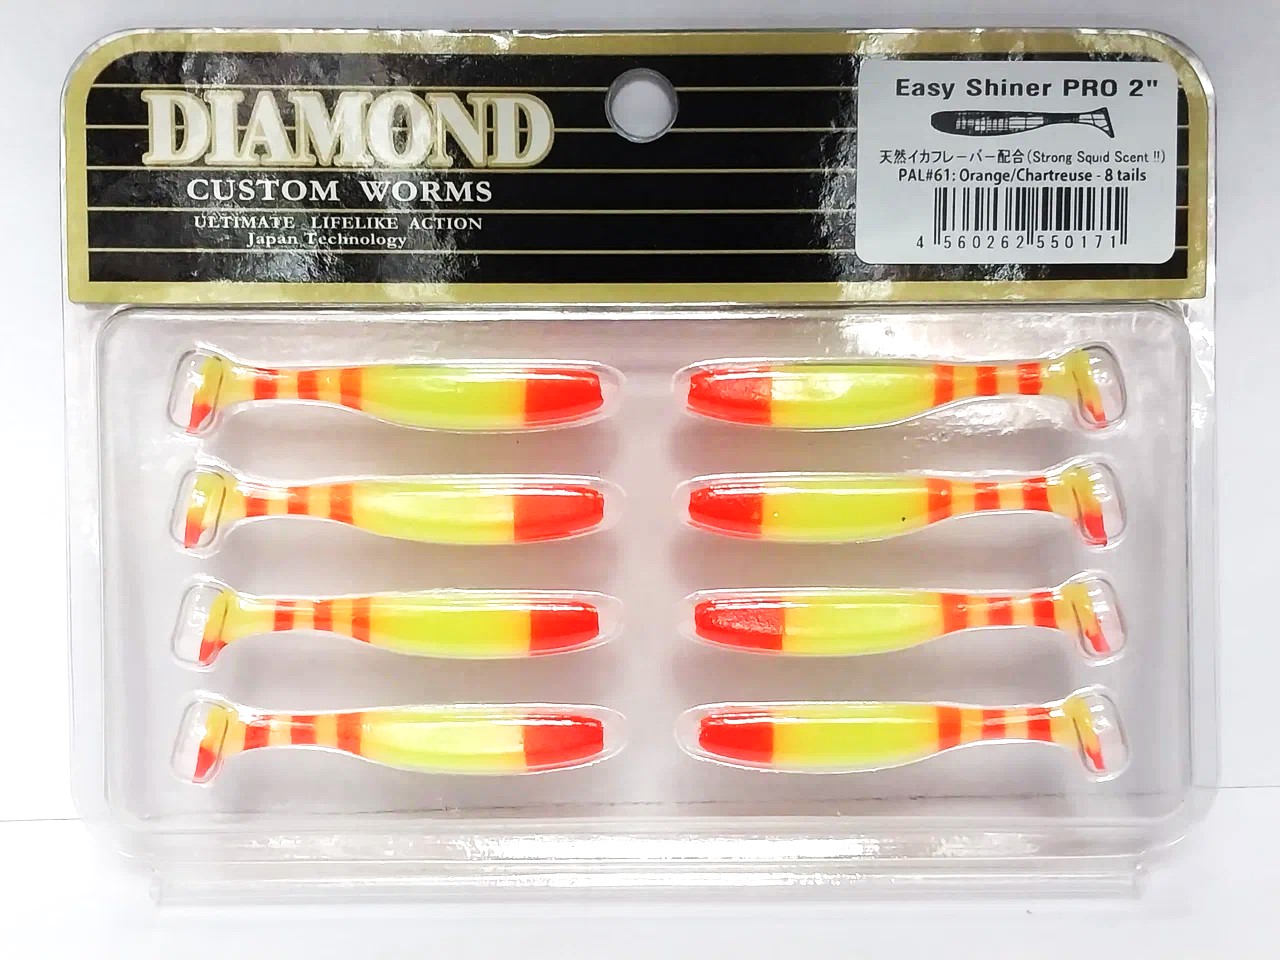 DIAMOND
CUSTOM WORMS
ULTIMATE LIFELIKE ACTION
Japan Technology
Easy Shiner PRO 2"
天然イカフレーバー配合(Strong Squid Scent !!)
PAL#61: Orange/Chartreuse - 8 tails
4 560262 550171